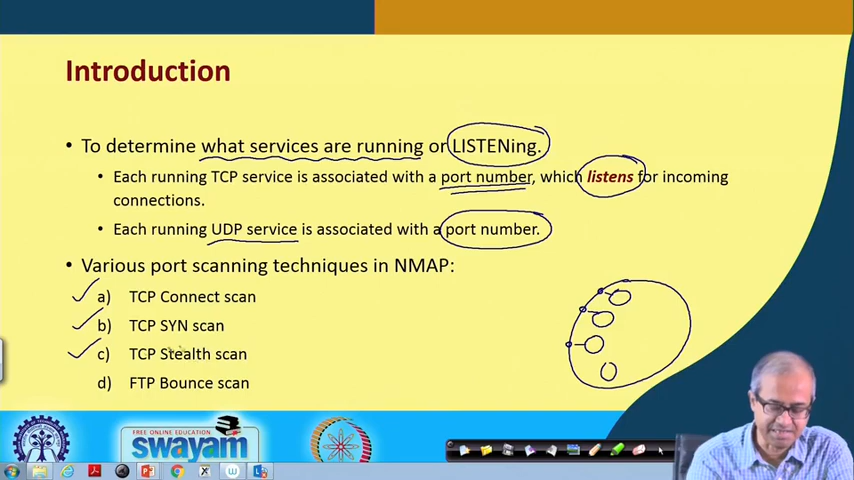 Introduction
• To determine what services are running or LISTENing.
• Each running TCP service is associated with a port number, which listens for incoming
connections.
• Each running UDP service is associated with a port number.
• Various port scanning techniques in NMAP:
a) TCP Connect scan
b) TCP SYN scan
c) TCP Stealth scan
d) FTP Bounce scan
FREE ONLINE EDUCATION
swayam